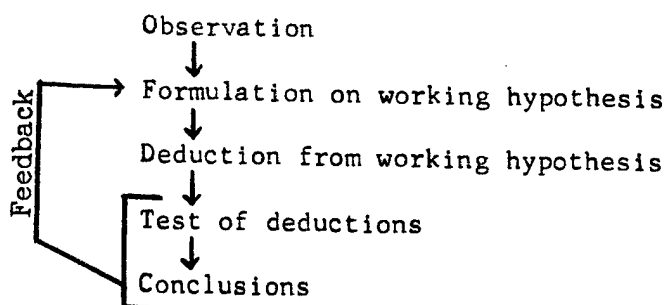 Observation
Formulation on working hypothesis
Deduction from working hypothesis
Test of deductions
Conclusions
Feedback